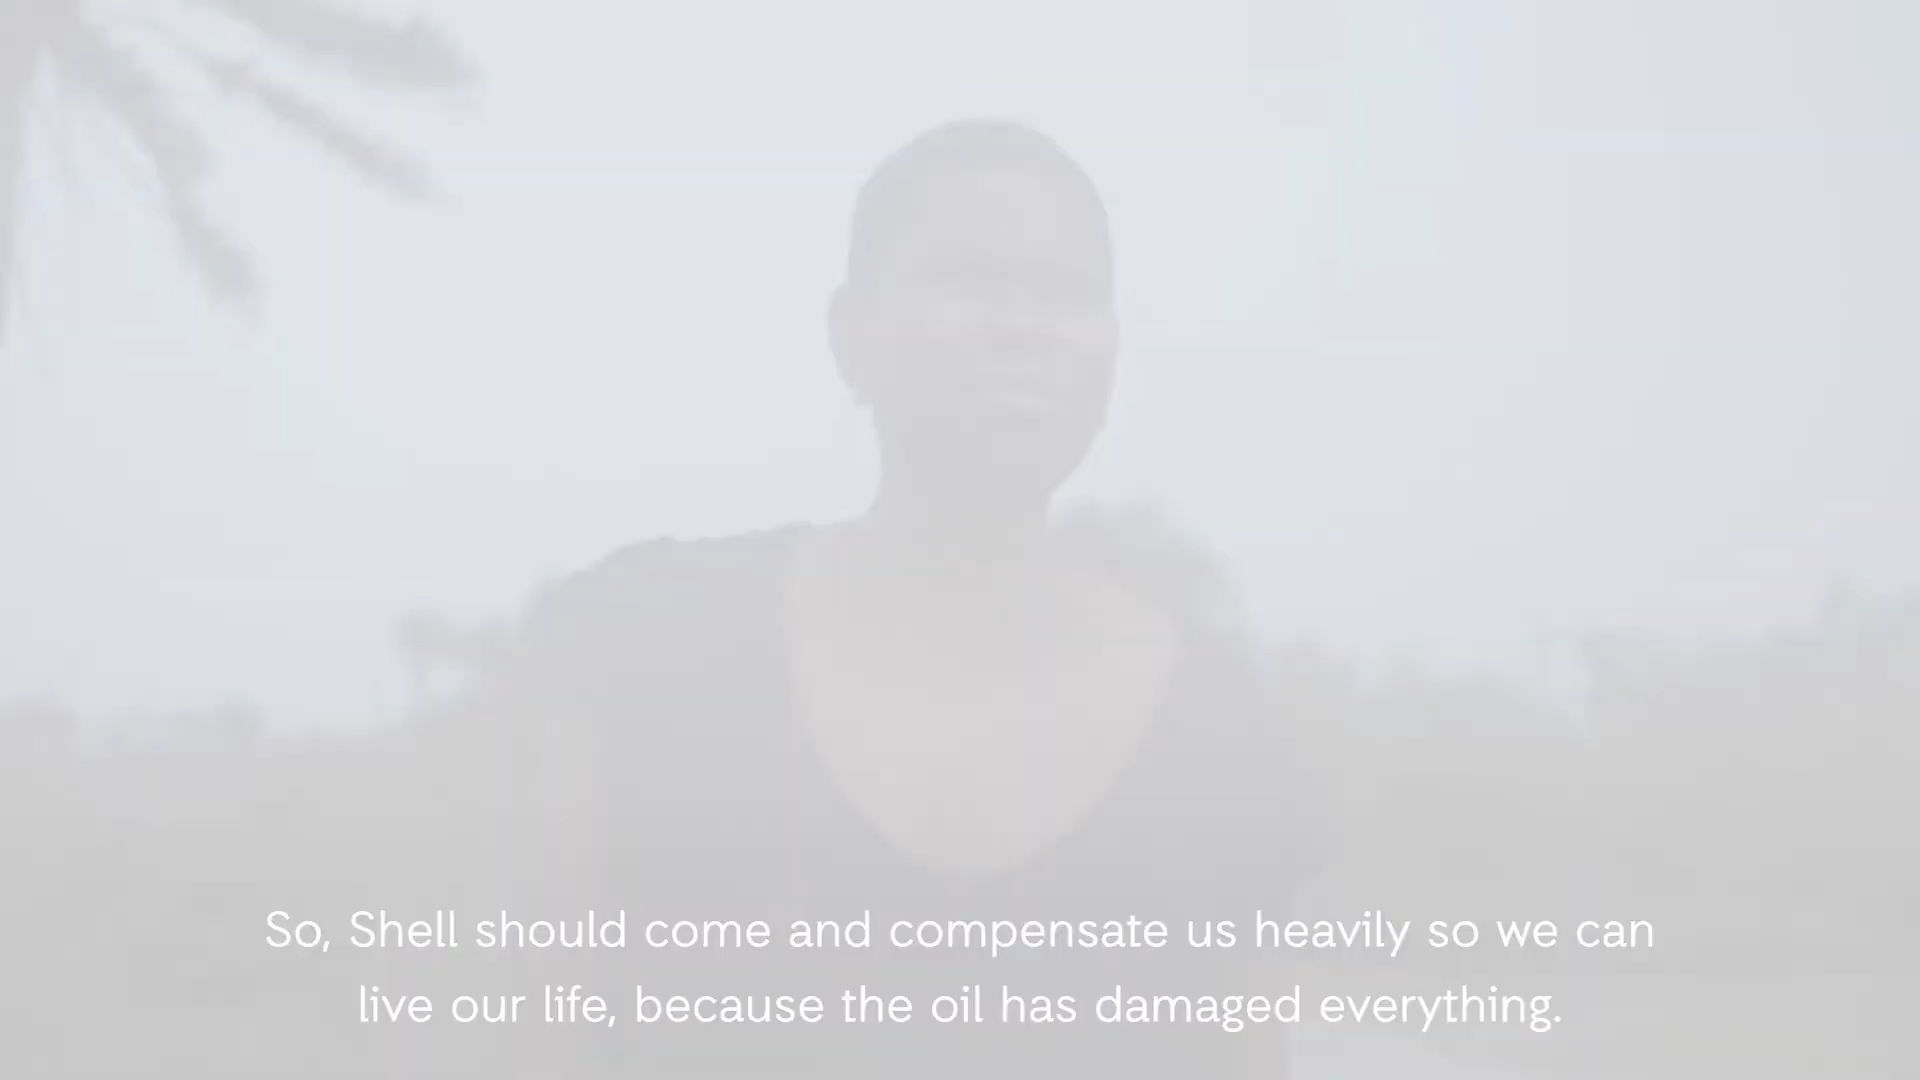 So, Shell should come and compensate us heavily so we can
live our life, because the oil has damaged everything.